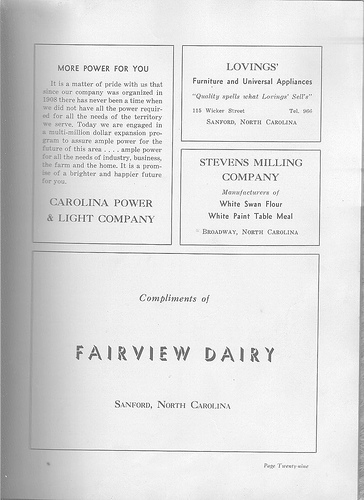 MORE POWER FOR YOU
It is a matter of pride with us that
since our company was organized in
1908 there has never been a time when
we did not have all the power requir-
ed for all the needs of the territory
we serve. Today we are engaged in
a multi-million dollar expansion pro-
gram to assure ample power for the
future of this area . . . . ample power
for all the needs of industry, business,
the farm and the home. It is a prom-
ise of a brighter and happier future
for you.
CAROLINA POWER
& LIGHT COMPANY
LOVINGS'
Furniture and Universal Appliances
"Quality spells what Lovings' Sell's"
115 Wicker Street Tel. 966
SANFORD, NORTH CAROLINA
STEVENS MILLING
COMPANY
Manufacturers of
White Swan Flour
White Paint Table Meal
BROADWAY, NORTH CAROLINA
Compliments of
FAIRVIEW DAIRY
SANFORD, NORTH CAROLINA
Page Twenty-nine